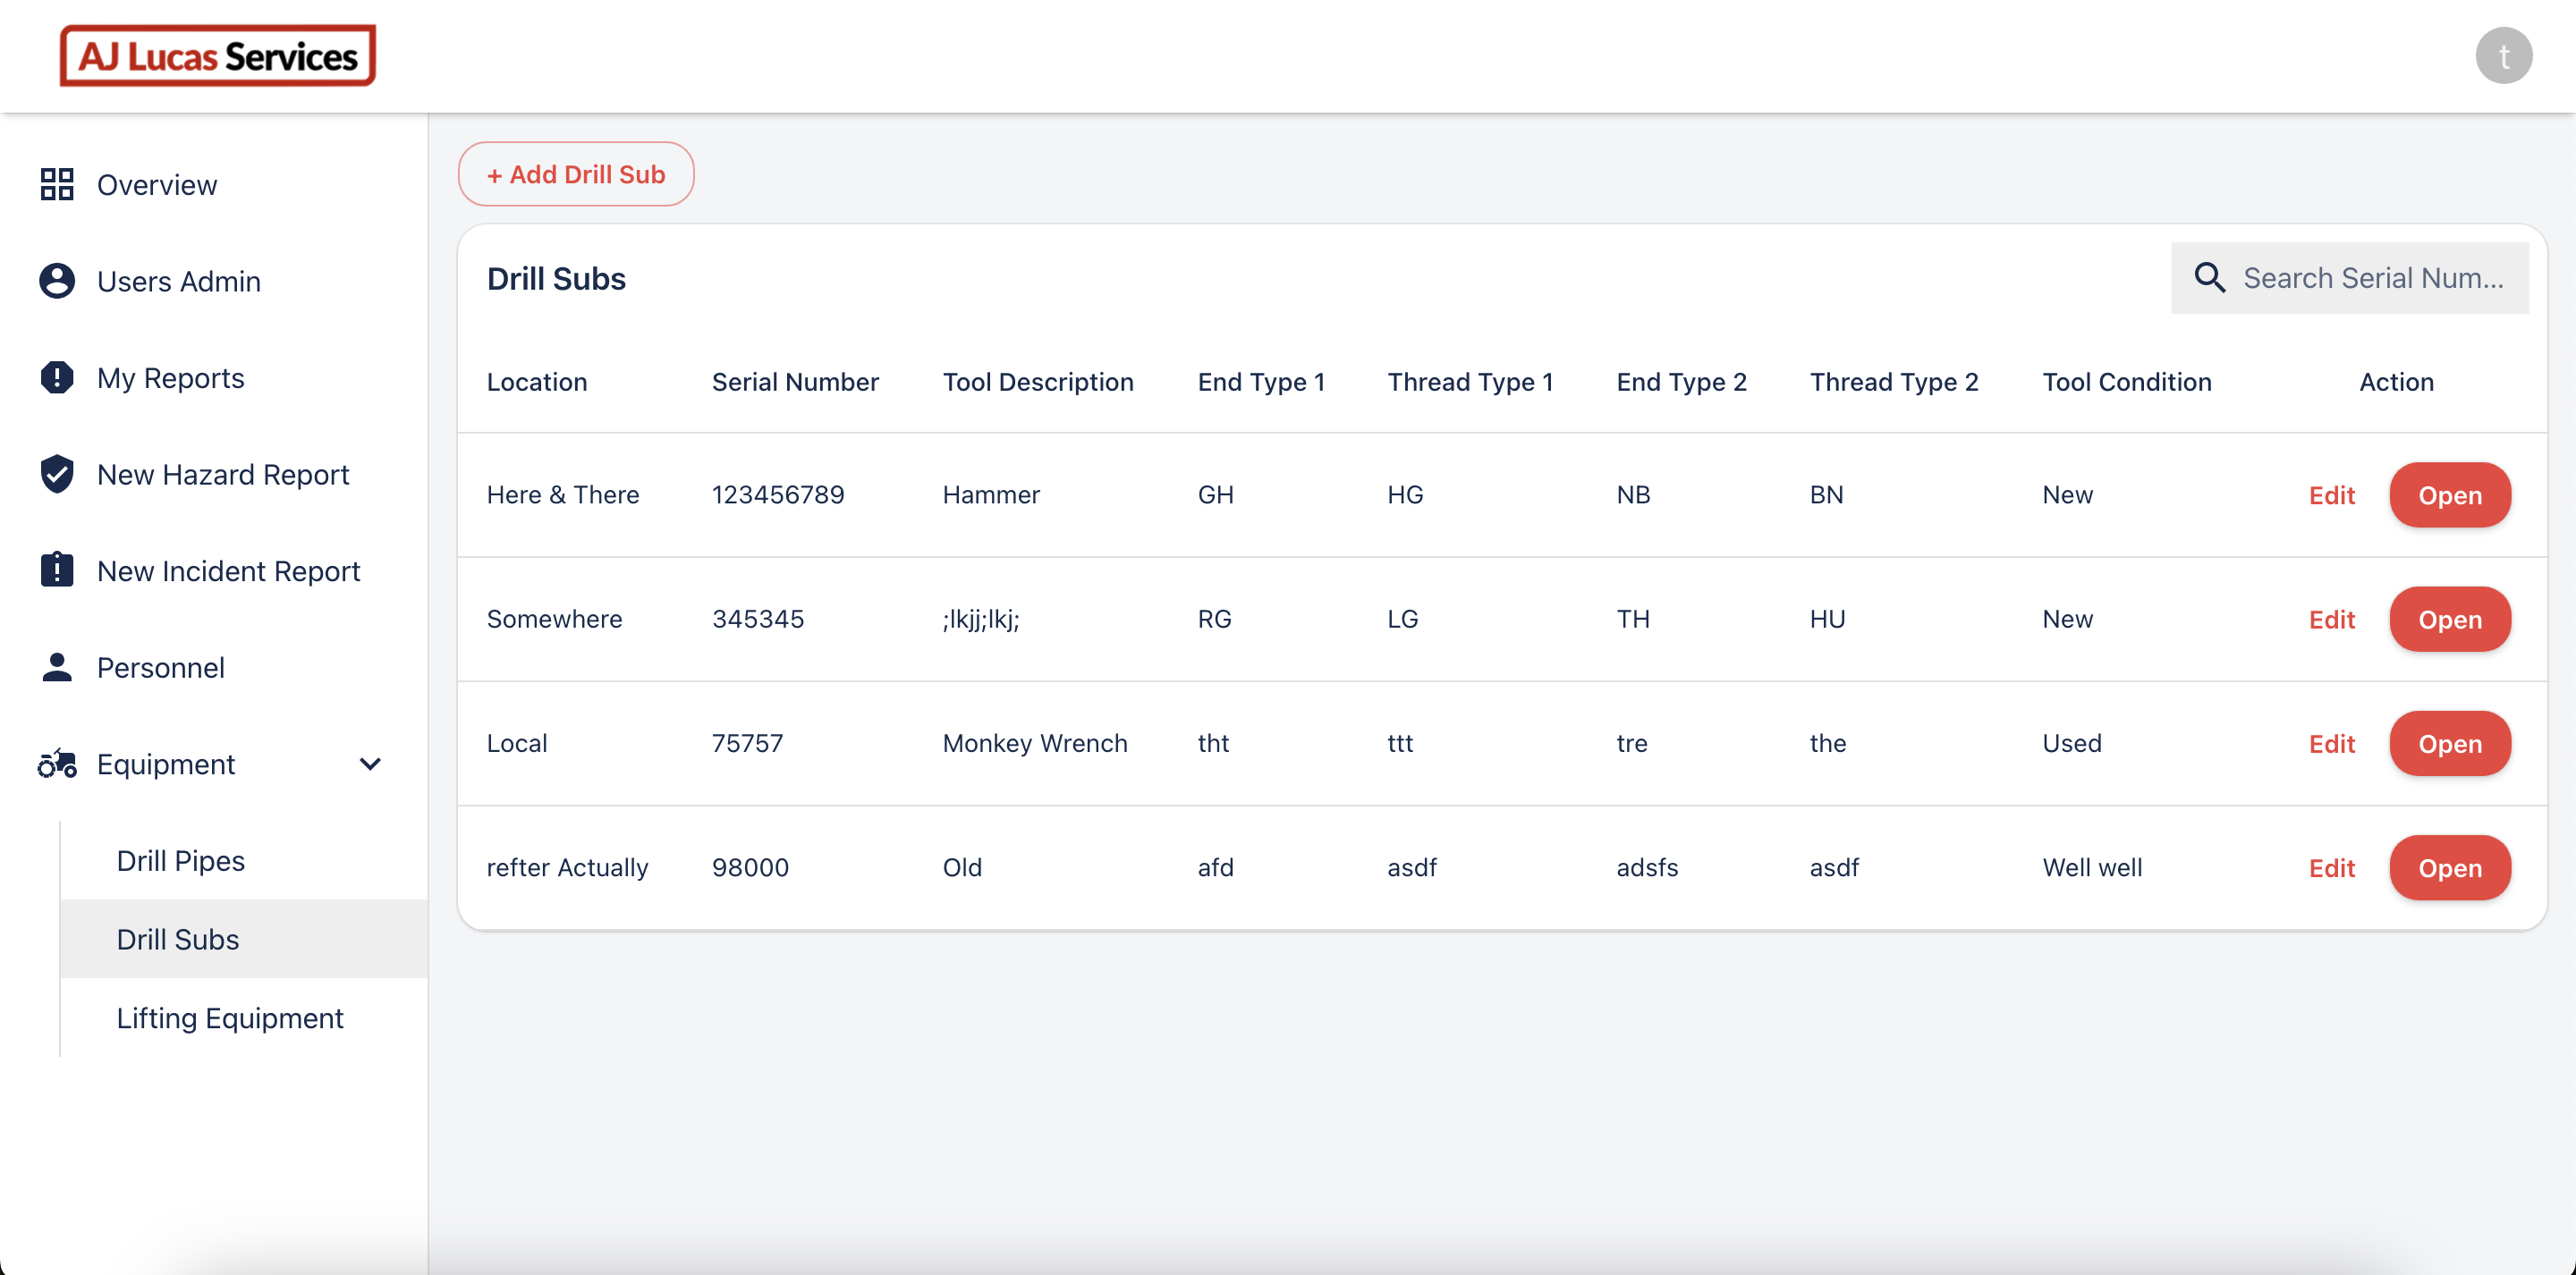 AJ Lucas Services
t
Overview
Users Admin
My Reports
New Hazard Report
New Incident Report
Personnel
Equipment
Drill Pipes
Drill Subs
Lifting Equipment
+ Add Drill Sub
Drill Subs
Search Serial Num...
Location Serial Number Tool Description End Type 1 Thread Type 1 End Type 2 Thread Type 2 Tool Condition Action
Here & There 123456789 Hammer GH HG NB BN New Edit Open
Somewhere 345345 ;lkjj;lkj; RG LG TH HU New Edit Open
Local 75757 Monkey Wrench tht ttt tre the Used Edit Open
refter Actually 98000 Old afd asdf adsfs asdf Well well Edit Open